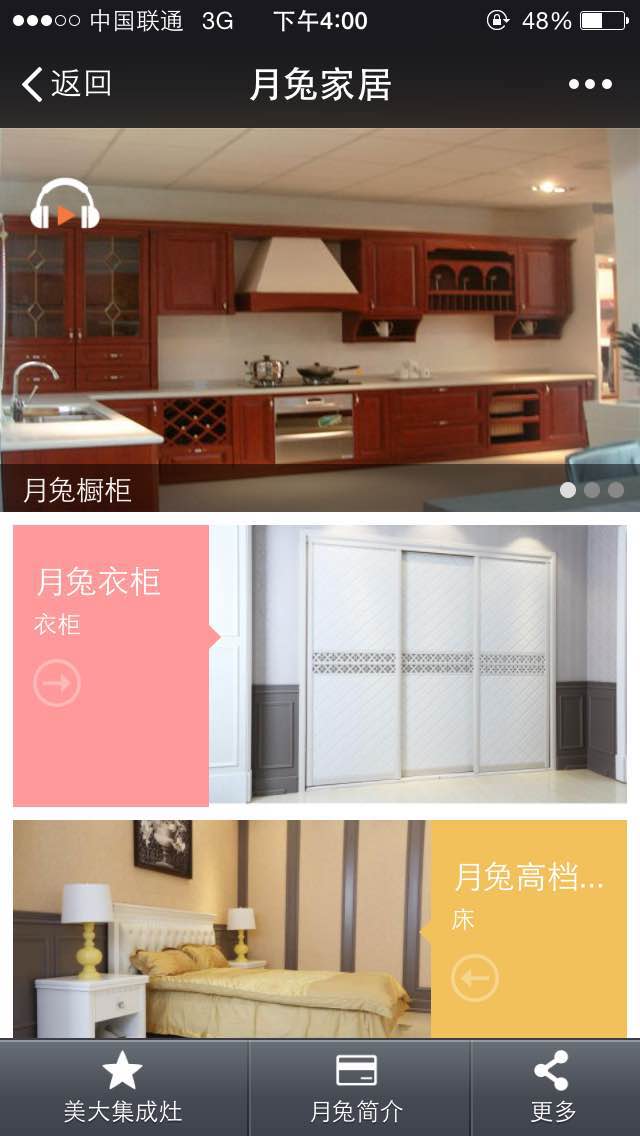 中国联通 3G 下午4:00 48%
返回 月兔家居
月兔橱柜
月兔衣柜
衣柜
月兔高档...
床
美大集成灶 月兔简介 更多